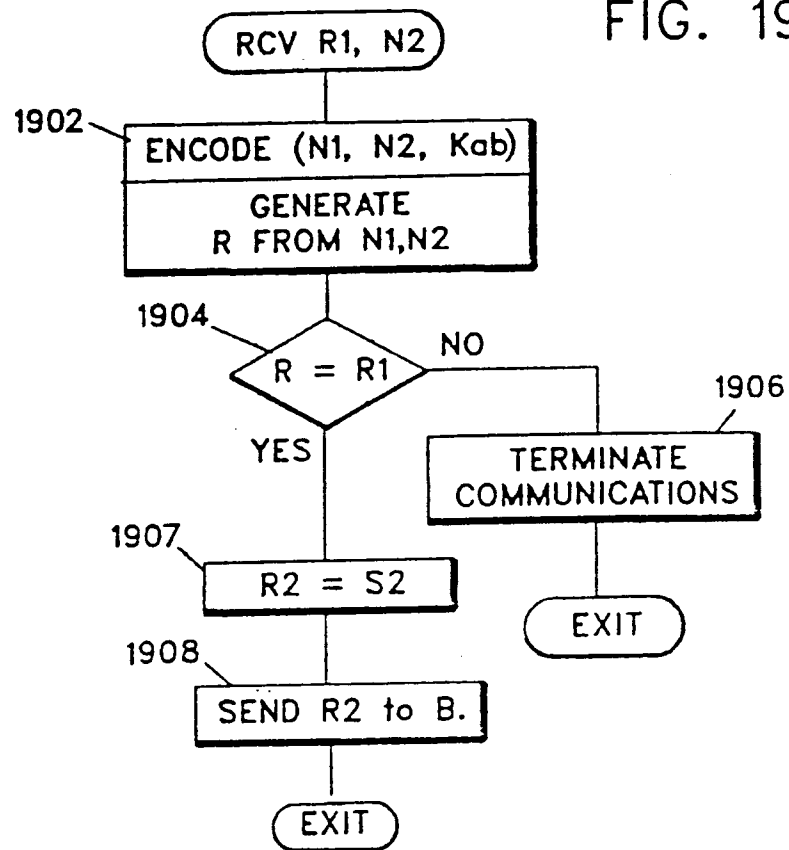 RCV R1, N2
FIG. 19
1902
ENCODE (N1, N2, Kab)
GENERATE
R FROM N1,N2
1904
R = R1
NO
YES
1906
TERMINATE
COMMUNICATIONS
1907
R2 = S2
EXIT
1908
SEND R2 to B.
EXIT